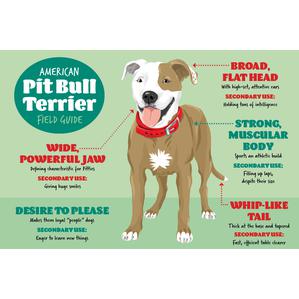 AMERICAN
Pit Bull
Terrier
FIELD GUIDE
BROAD,
FLAT HEAD
With high-set, attentive ears
SECONDARY USE:
Holding tons of intelligence
WIDE,
POWERFUL JAW
Defining characteristic for Pitties
SECONDARY USE:
Giving huge smiles
STRONG,
MUSCULAR
BODY
Sports an athletic build
SECONDARY USE:
Filling up laps,
despite their size
DESIRE TO PLEASE
Makes them loyal "people" dogs
SECONDARY USE:
Eager to learn new things
WHIP-LIKE
TAIL
Thick at the base and tapered
SECONDARY USE:
Fast, efficient table clearer